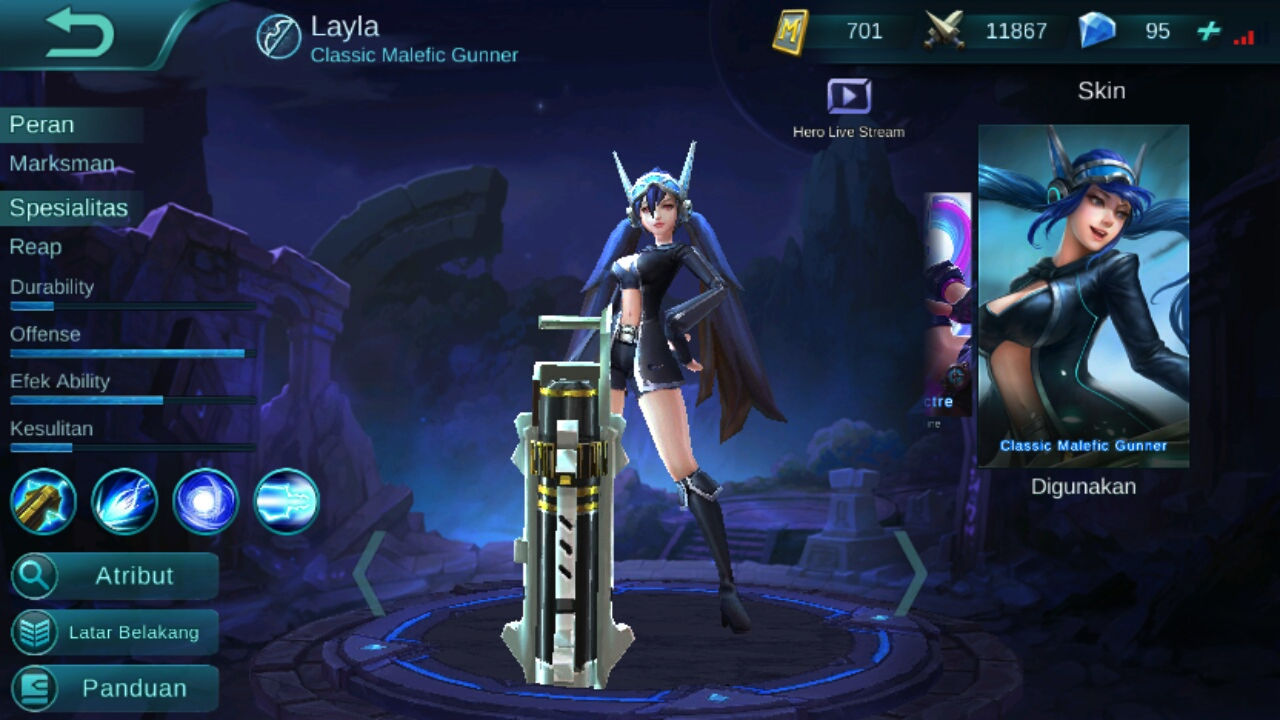 Layla
Classic Malefic Gunner
701
11867
95
Skin
Hero Live Stream
Peran
Marksman
Spesialitas
Reap
Durability
Offense
Efek Ability
Kesulitan
Atribut
Latar Belakang
Panduan
ctre
ine
Classic Malefic Gunner
Digunakan